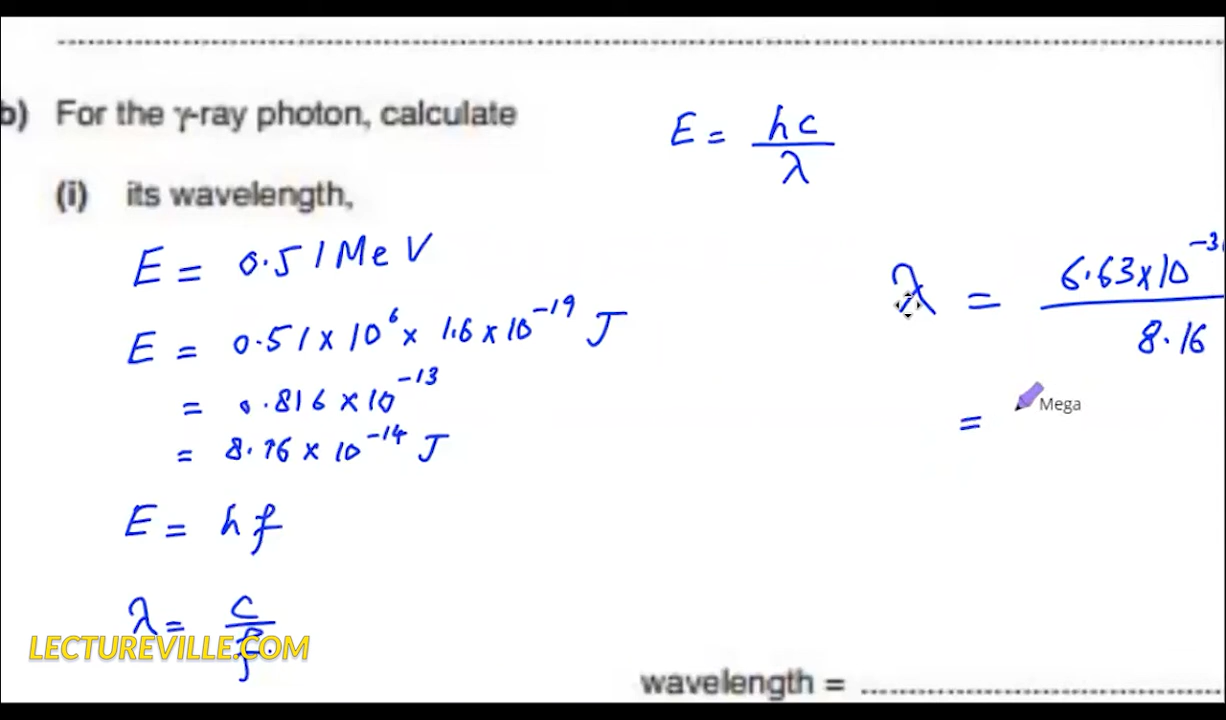 b) For the γ-ray photon, calculate
E = hc/λ
(i) its wavelength,
E = 0.51 MeV
E = 0.51 x 10⁶ x 1.6 x 10⁻¹⁹ J
= 0.816 x 10⁻¹³
= 8.16 x 10⁻¹⁴ J
E = hf
λ = c/f
λ = 6.63 x 10⁻³ / 8.16
=
Mega
LECTUREVILLE.COM
wavelength = ........................